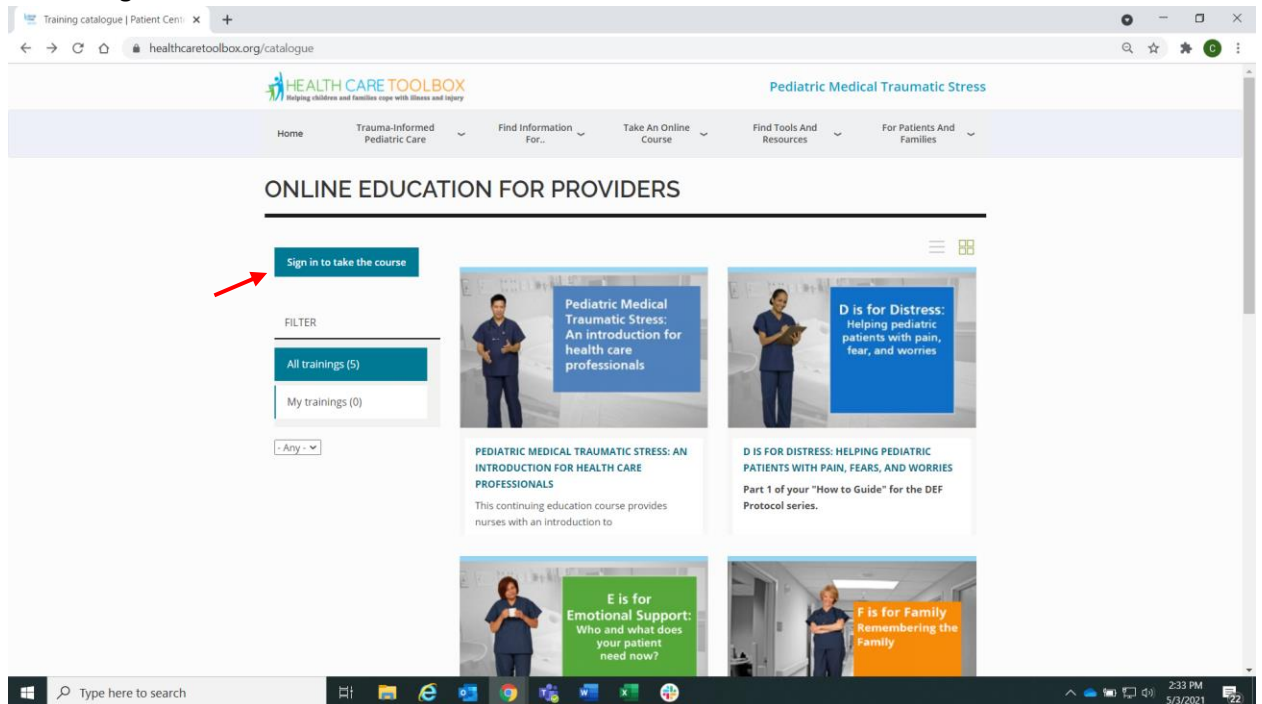 Training catalogue | Patient Cent
healthcaretoolbox.org/catalogue
C
HEALTH CARE TOOLBOX
Helping children and families cope with illness and injury
Pediatric Medical Traumatic Stress
Home
Trauma-Informed
Pediatric Care
Find Information
For..
Take An Online
Course
Find Tools And
Resources
For Patients And
Families
ONLINE EDUCATION FOR PROVIDERS
Sign in to take the course
FILTER
All trainings (5)
My trainings (0)
- Any -
Pediatric Medical
Traumatic Stress:
An introduction for
health care
professionals
D is for Distress:
Helping pediatric
patients with pain,
fear, and worries
PEDIATRIC MEDICAL TRAUMATIC STRESS: AN
INTRODUCTION FOR HEALTH CARE
PROFESSIONALS
This continuing education course provides
nurses with an introduction to
D IS FOR DISTRESS: HELPING PEDIATRIC
PATIENTS WITH PAIN, FEARS, AND WORRIES
Part 1 of your "How to Guide" for the DEF
Protocol series.
E is for
Emotional Support:
Who and what does
your patient
need now?
F is for Family
Remembering the
Family
Type here to search
2:33 PM
5/3/2021
22